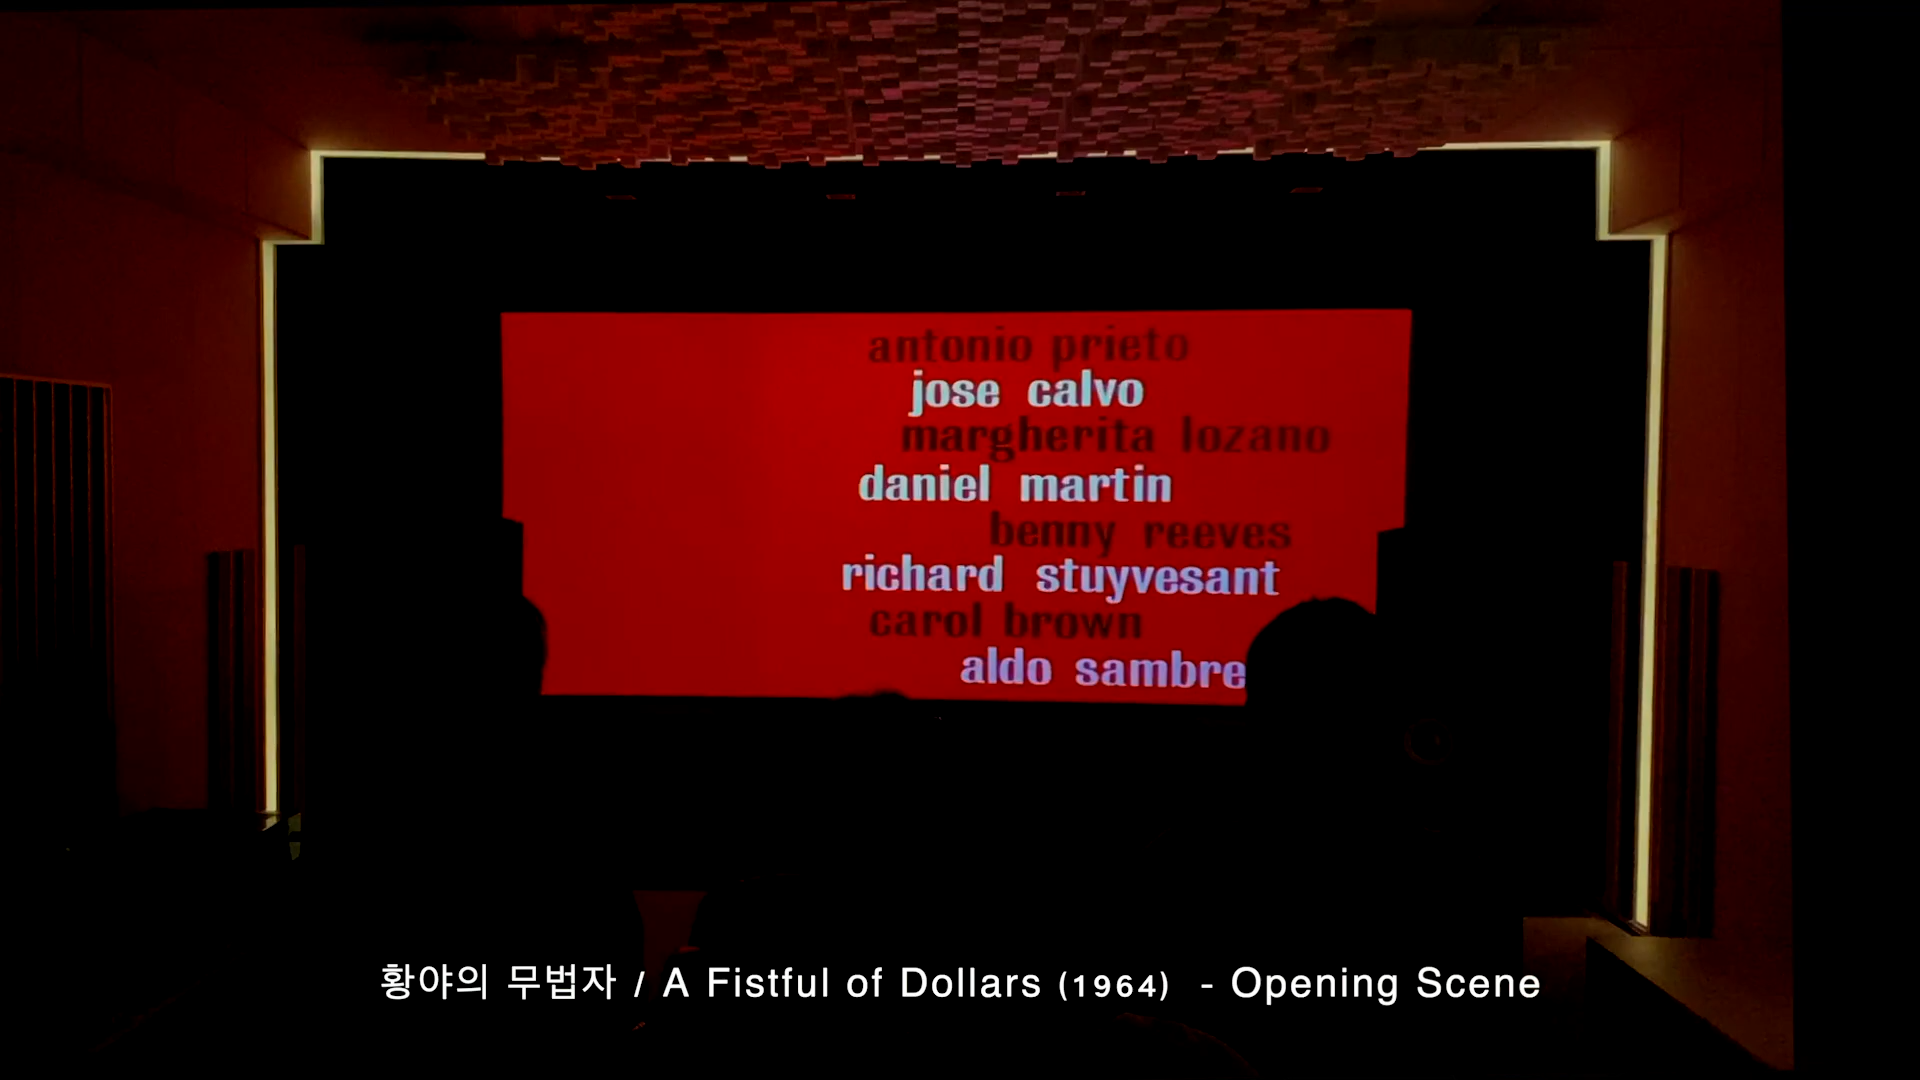 antonio prieto
jose calvo
margherita lozano
daniel martin
benny reeves
richard stuyvesant
carol brown
aldo sambre
황야의 무법자 / A Fistful of Dollars (1964) - Opening Scene